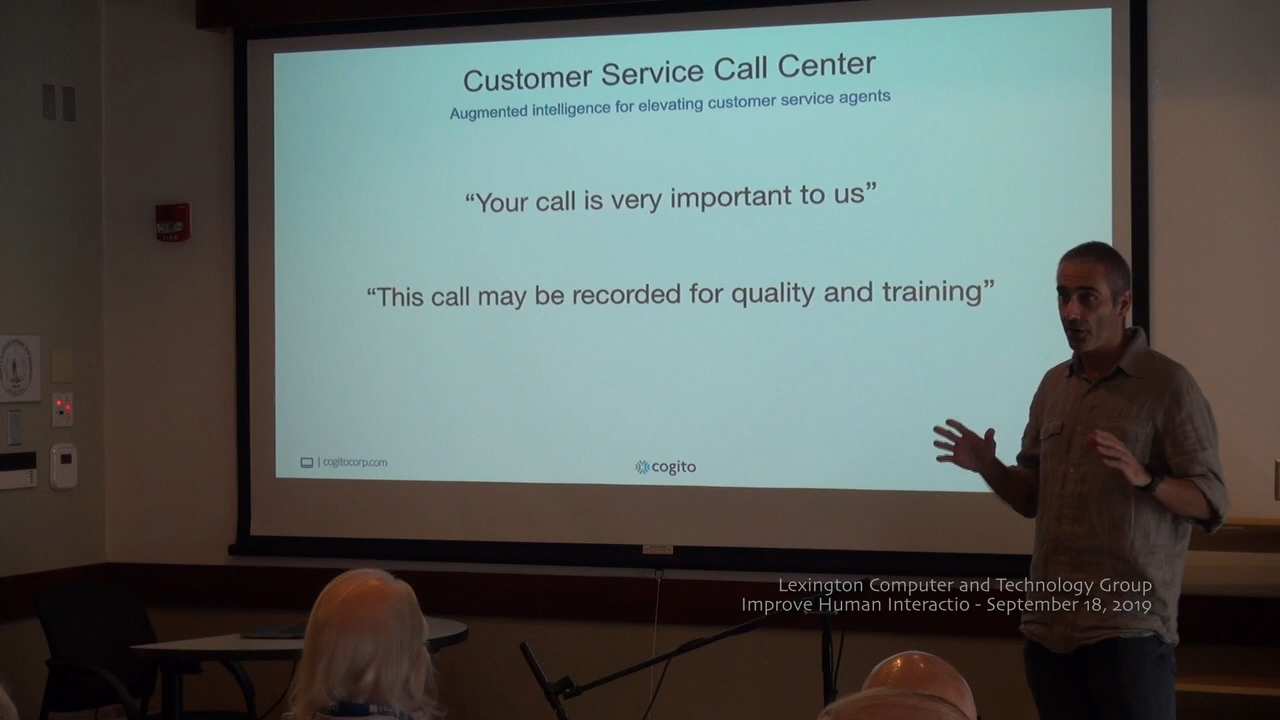 Customer Service Call Center
Augmented intelligence for elevating customer service agents
“Your call is very important to us”
“This call may be recorded for quality and training”
| cogitocorp.com
cogito
Lexington Computer and Technology Group
Improve Human Interactio - September 18, 2019